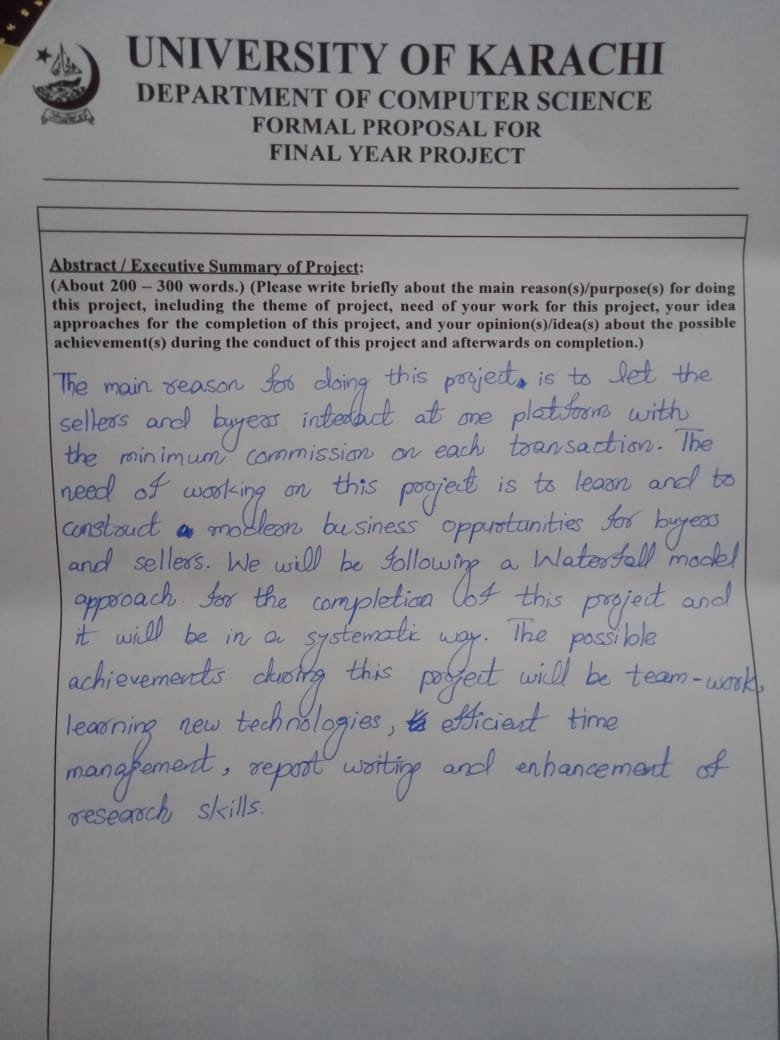 UNIVERSITY OF KARACHI
DEPARTMENT OF COMPUTER SCIENCE
FORMAL PROPOSAL FOR
FINAL YEAR PROJECT
Abstract / Executive Summary of Project:
(About 200 – 300 words.) (Please write briefly about the main reason(s)/purpose(s) for doing
this project, including the theme of project, need of your work for this project, your idea
approaches for the completion of this project, and your opinion(s)/idea(s) about the possible
achievement(s) during the conduct of this project and afterwards on completion.)
The main reason for doing this project is to let the
sellers and buyers interact at one platform with
the minimum commission on each transaction. The
need of working on this project is to learn and to
construct modern business oppurtunities for buyers
and sellers. We will be following a Waterfall model
approach for the completion of this project and
it will be in a systematic way. The possible
achievements during this project will be team-work,
learning new technologies, efficient time
management, report writing and enhancement of
research skills.